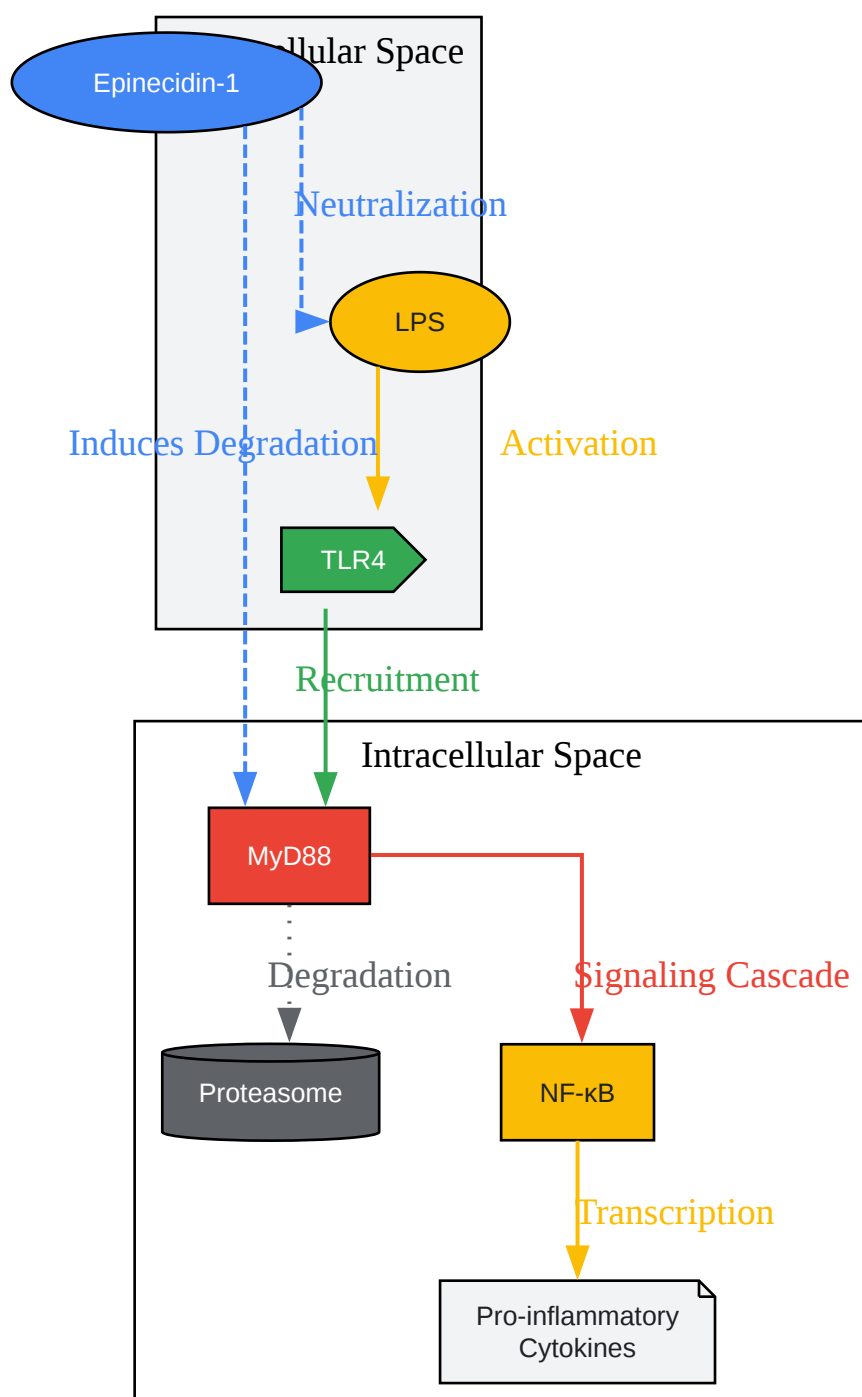 Space
Epinecidin-1
Neutralization
LPS
Induces Degradation
Activation
TLR4
Recruitment
Intracellular Space
MyD88
Degradation
Signaling Cascade
Proteasome
NF-κB
Transcription
Pro-inflammatory
Cytokines